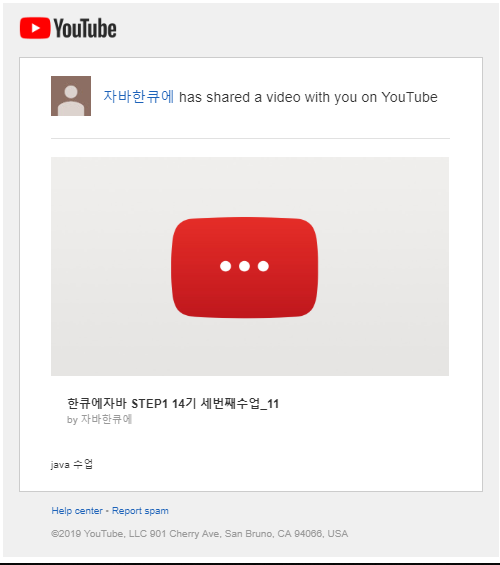 YouTube
자바한큐에 has shared a video with you on YouTube
한큐에자바 STEP1 14기 세번째수업_11
by 자바한큐에
java 수업
Help center • Report spam
©2019 YouTube, LLC 901 Cherry Ave, San Bruno, CA 94066, USA